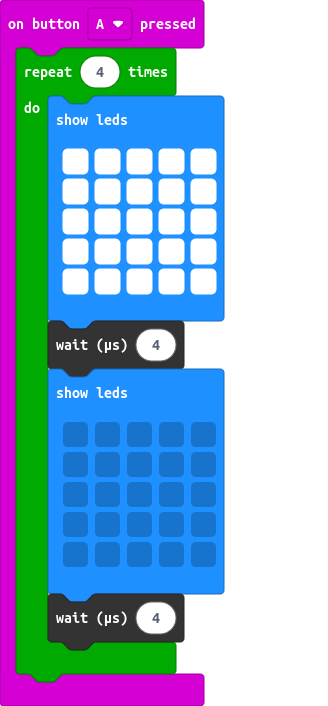 on button A pressed
repeat 4 times
do
show leds
wait (µs) 4
show leds
wait (µs) 4